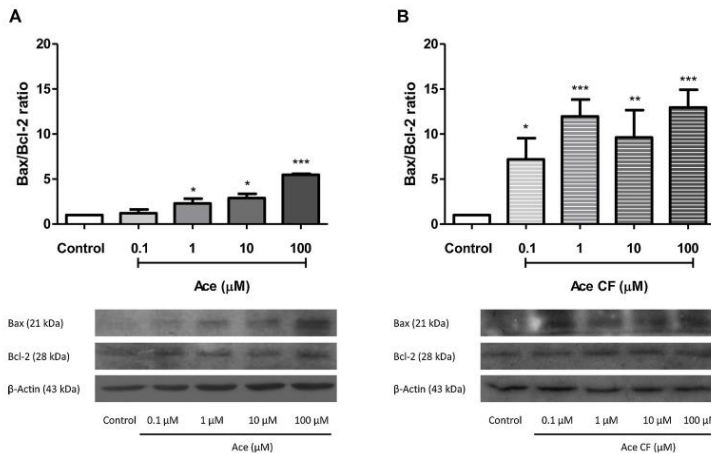 A
20
15
10
5
0
Bax/Bcl-2 ratio
*
*
***
Control 0.1 1 10 100
Ace (μM)
Bax (21 kDa)
Bcl-2 (28 kDa)
β-Actin (43 kDa)
Control 0.1 μM 1 μM 10 μM 100 μM
Ace (μM)
B
20
15
10
5
0
Bax/Bcl-2 ratio
*
***
**
***
Control 0.1 1 10 100
Ace CF (μM)
Bax (21 kDa)
Bcl-2 (28 kDa)
β-Actin (43 kDa)
Control 0.1 μM 1 μM 10 μM 100 μM
Ace CF (μM)